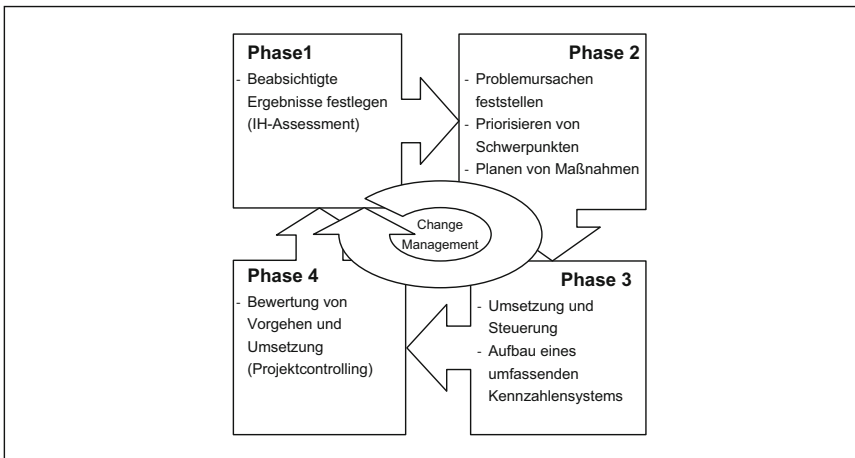 Phase1
- Beabsichtigte
Ergebnisse festlegen
(IH-Assessment)
Phase 2
- Problemursachen
feststellen
- Priorisieren von
Schwerpunkten
- Planen von Maßnahmen
Change
Management
Phase 3
- Umsetzung und
Steuerung
- Aufbau eines
umfassenden
Kennzahlensystems
Phase 4
- Bewertung von
Vorgehen und
Umsetzung
(Projektcontrolling)